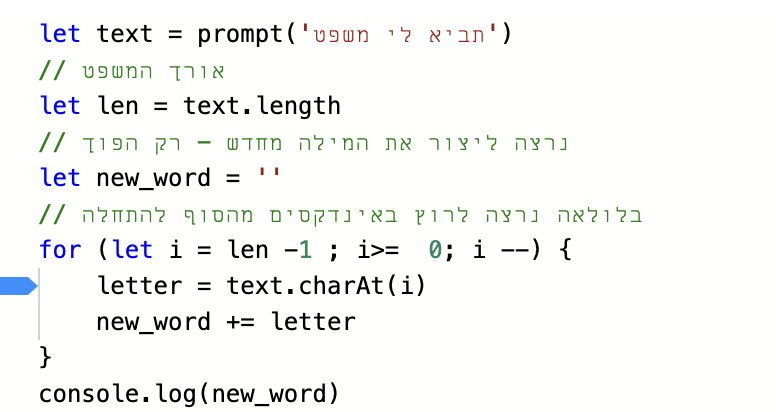 let text = prompt('תביא לי משפט')
// אורך המשפט
let len = text.length
// נרצה ליצור את המילה מחדש - רק הפוך
let new_word = ''
// בלולאה נרצה לרוץ באינדקסים מהסוף להתחלה
for (let i = len -1 ; i>=  0; i --) {
    letter = text.charAt(i)
    new_word += letter
}
console.log(new_word)